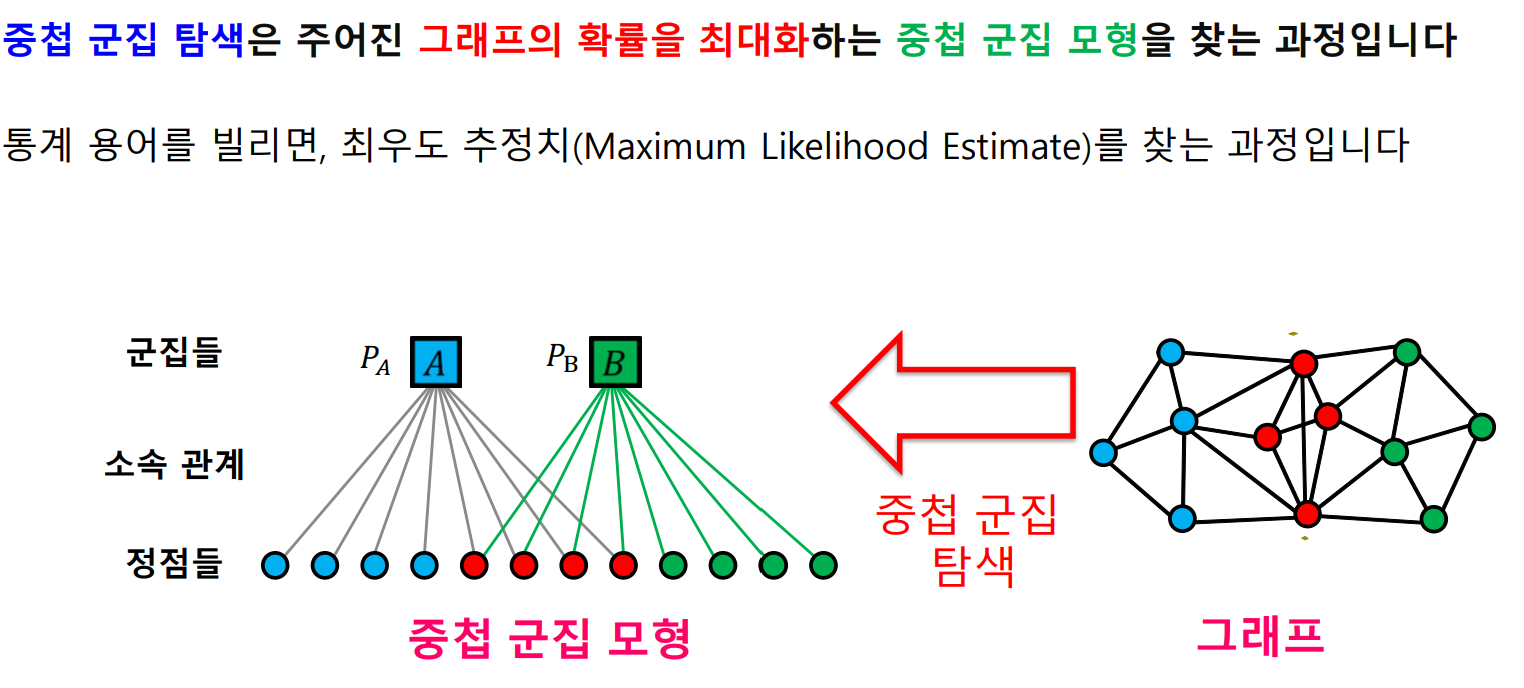 중첩 군집 탐색은 주어진 그래프의 확률을 최대화하는 중첩 군집 모형을 찾는 과정입니다
통계 용어를 빌리면, 최우도 추정치(Maximum Likelihood Estimate)를 찾는 과정입니다
군집들
P_A
A
P_B
B
소속 관계
정점들
중첩 군집
탐색
중첩 군집 모형
그래프